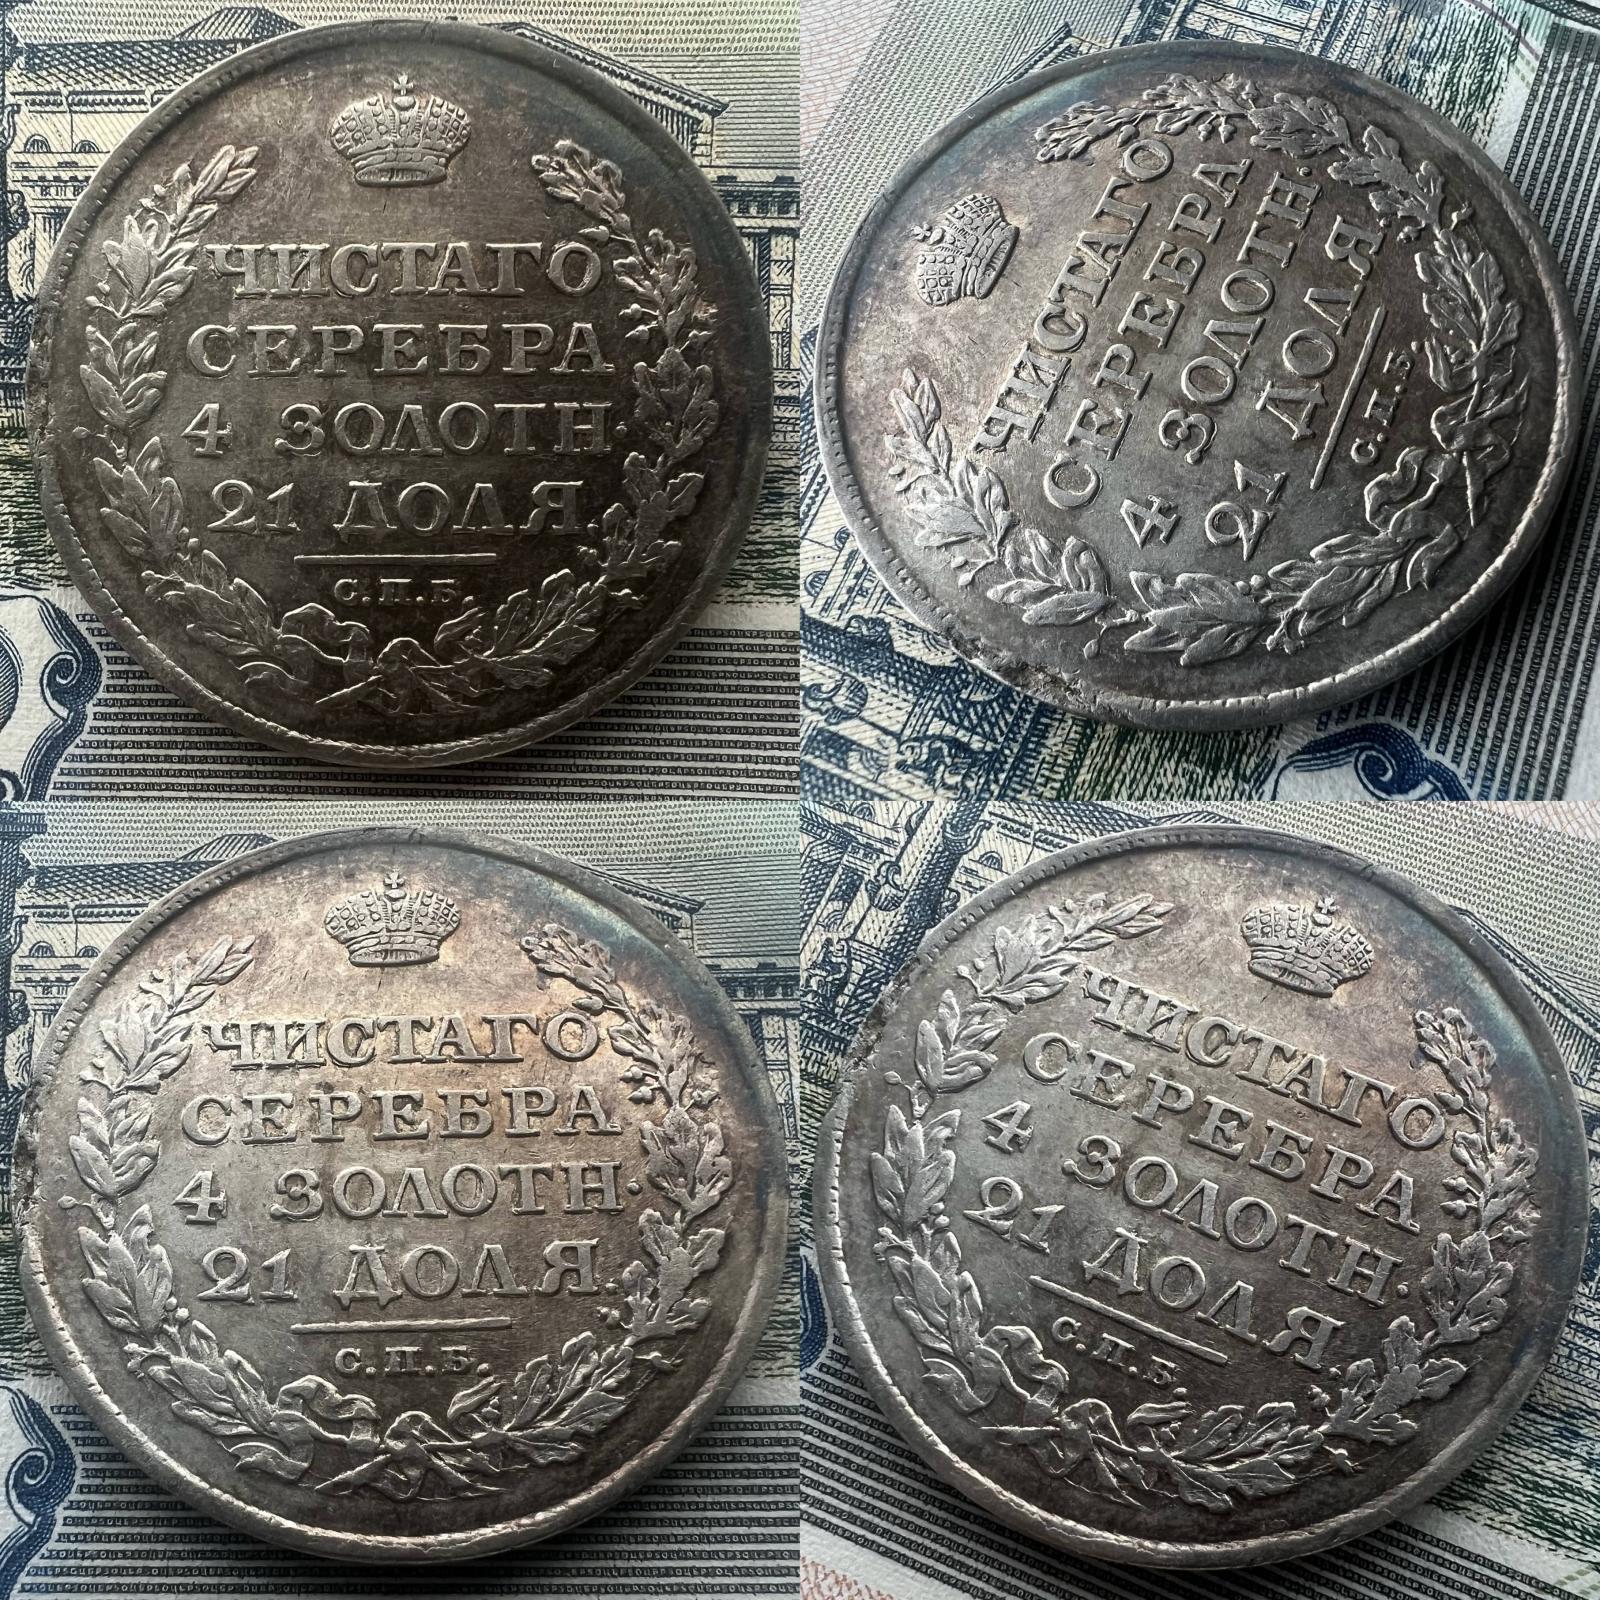 ЧИСТАГО
СЕРЕБРА
4 ЗОЛОТН.
21 ДОЛЯ
С.П.Б.
ЧИСТАГО
СЕРЕБРА
4 ЗОЛОТН.
21 ДОЛЯ
С.П.Б
ЧИСТАГО
СЕРЕБРА
4 ЗОЛОТН.
21 ДОЛЯ.
С.П.Б.
ЧИСТАГО
СЕРЕБРА
4 ЗОЛОТН.
21 ДОЛЯ.
С.П.Б.